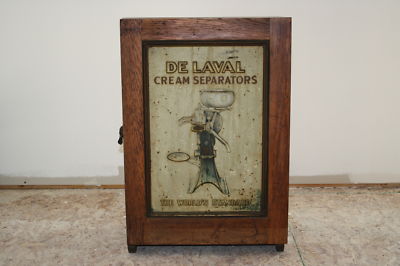 DE LAVAL
CREAM SEPARATORS
THE WORLD'S STANDARD